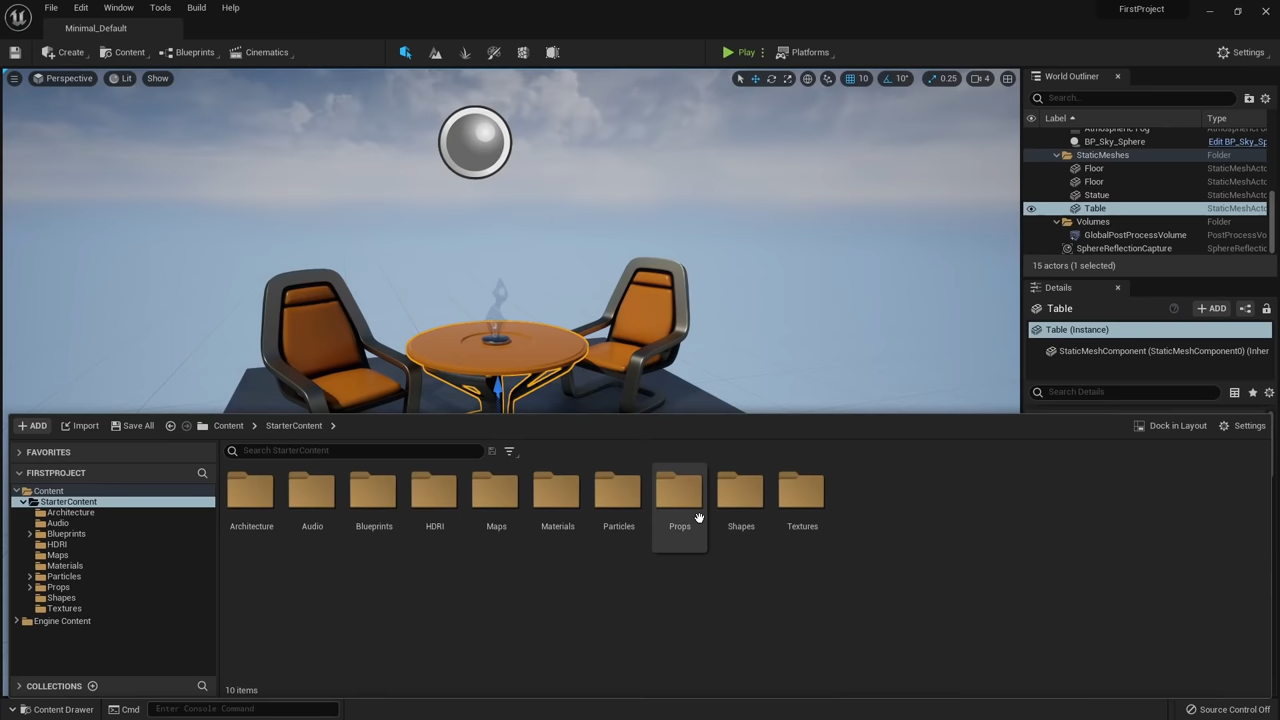 File Edit Window Tools Build Help
FirstProject
Minimal_Default
Create Content Blueprints Cinematics Play Platforms Settings
Perspective Lit Show 10 10° 0.25 4
World Outliner
Search...
Label Type
Atmospheric Fog
BP_Sky_Sphere Edit BP_Sky_Sp
StaticMeshes Folder
Floor StaticMeshActo
Floor StaticMeshActo
Statue StaticMeshActo
Table StaticMeshActo
Volumes Folder
GlobalPostProcessVolume PostProcessVo
SphereReflectionCapture SphereReflectic
15 actors (1 selected)
Details
Table + ADD
Table (Instance)
StaticMeshComponent (StaticMeshComponent0) (Inher
Search Details
+ ADD Import Save All Content StarterContent Dock in Layout Settings
FAVORITES
FIRSTPROJECT
Content
StarterContent
Architecture
Audio
Blueprints
HDRI
Maps
Materials
Particles
Props
Shapes
Textures
Engine Content
COLLECTIONS
Search StarterContent
Architecture Audio Blueprints HDRI Maps Materials Particles Props Shapes Textures
10 items
Content Drawer Cmd Enter Console Command Source Control Off